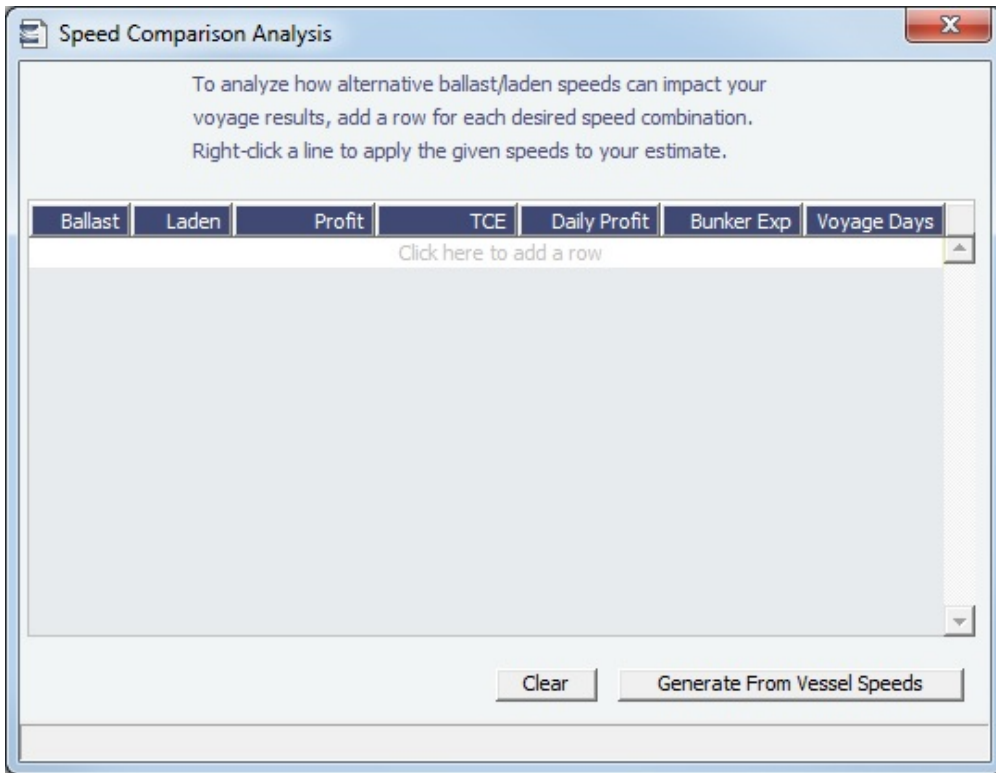 Speed Comparison Analysis
To analyze how alternative ballast/laden speeds can impact your
voyage results, add a row for each desired speed combination.
Right-click a line to apply the given speeds to your estimate.
Ballast Laden Profit TCE Daily Profit Bunker Exp Voyage Days
Click here to add a row
Clear Generate From Vessel Speeds